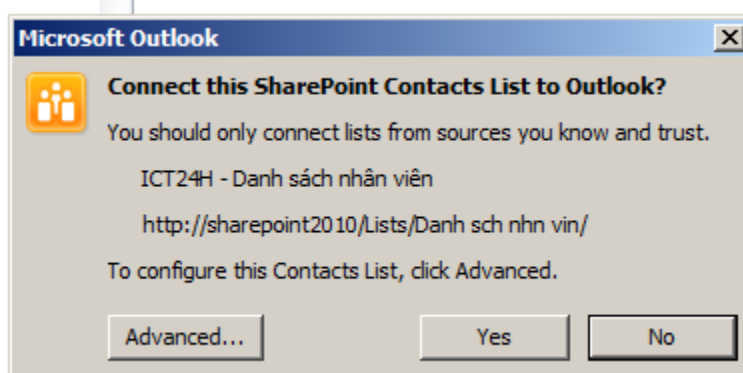 Microsoft Outlook
Connect this SharePoint Contacts List to Outlook?
You should only connect lists from sources you know and trust.
ICT24H - Danh sách nhân viên
http://sharepoint2010/Lists/Danh sch nhn vin/
To configure this Contacts List, click Advanced.
Advanced... Yes No